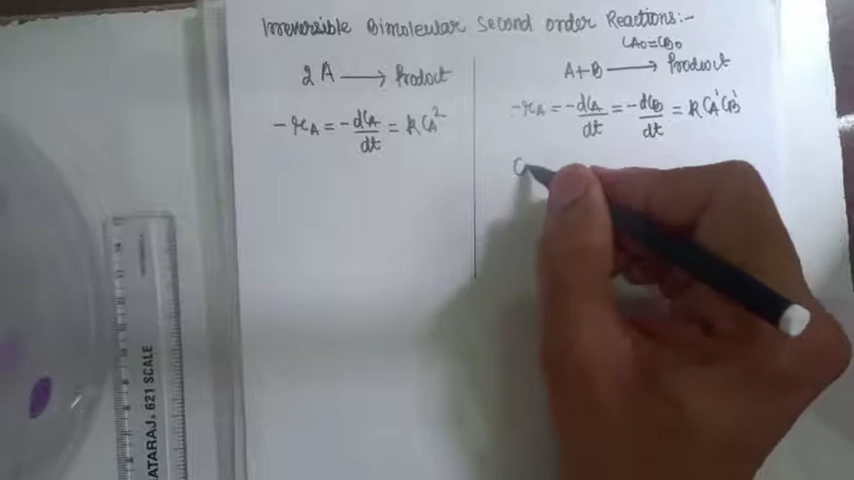 Irreversible Bimolecular Second order Reactions:-
2A ⟶ Product
-rA = -dCA/dt = kCA²
CA0 = CB0
A+B ⟶ Product
-rA = -dCA/dt = -dCB/dt = kCA¹CB¹
C
ATARAJ. 621 SCALE